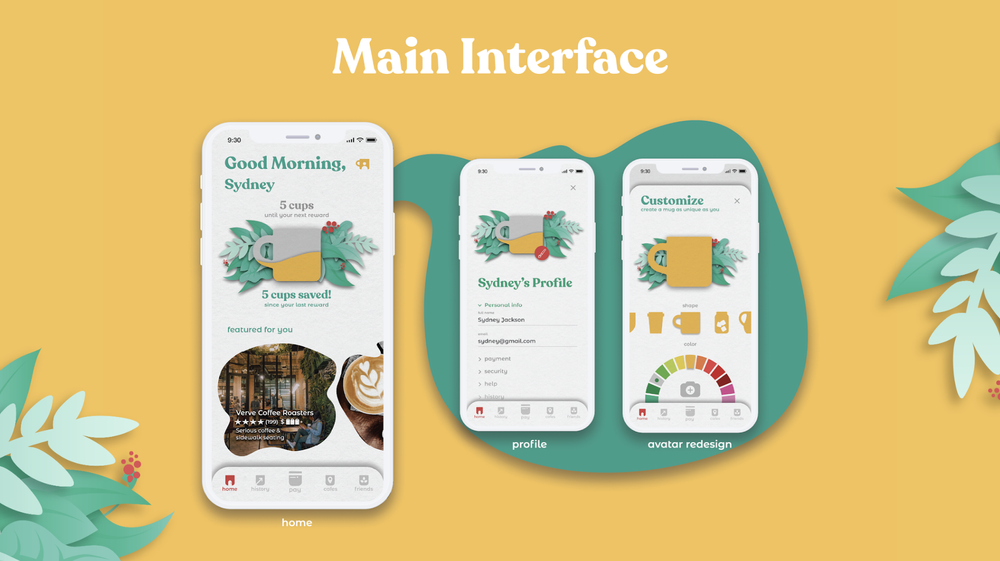 Main Interface
9:30
Good Morning,
Sydney
5 cups
until your next reward
5 cups saved!
since your last reward
featured for you
Verve Coffee Roasters
(199) $
Serious coffee &
sidewalk seating
home
history
pay
friends
home
9:30
Sydney's Profile
Personal Info
full name
Sydney Jackson
email
sydney@gmail.com
payment
security
help
history
home
history
pay
friends
profile
9:30
Customize
create a mug as unique as you
shape
color
home
history
pay
friends
avatar redesign